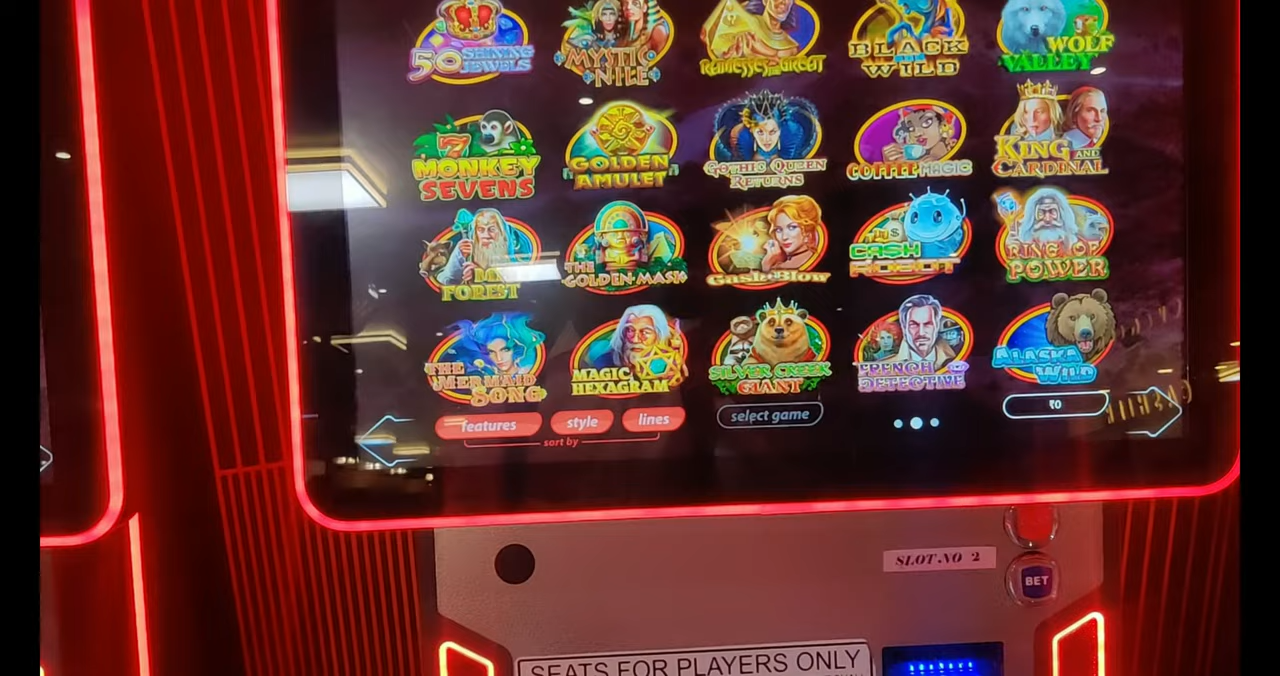 50 SHINING JEWELS
MYSTIC NILE
RAMESSES THE GREAT
BLACK WILD
WOLF VALLEY
7
MONKEY SEVENS
GOLDEN AMULET
GOTHIC QUEEN RETURNS
COFFEE MAGIC
KING AND CARDINAL
FOREST
THE GOLDEN MASK
Gush Blow
CASH ROBOT
RING OF POWER
THE MERMAID SONG
MAGIC HEXAGRAM
SILVER CREEK GIANT
FRENCH DETECTIVE
ALASKA WILD
features
style
lines
sort by
select game
₹0
SLOT.NO 2
BET
SEATS FOR PLAYERS ONLY